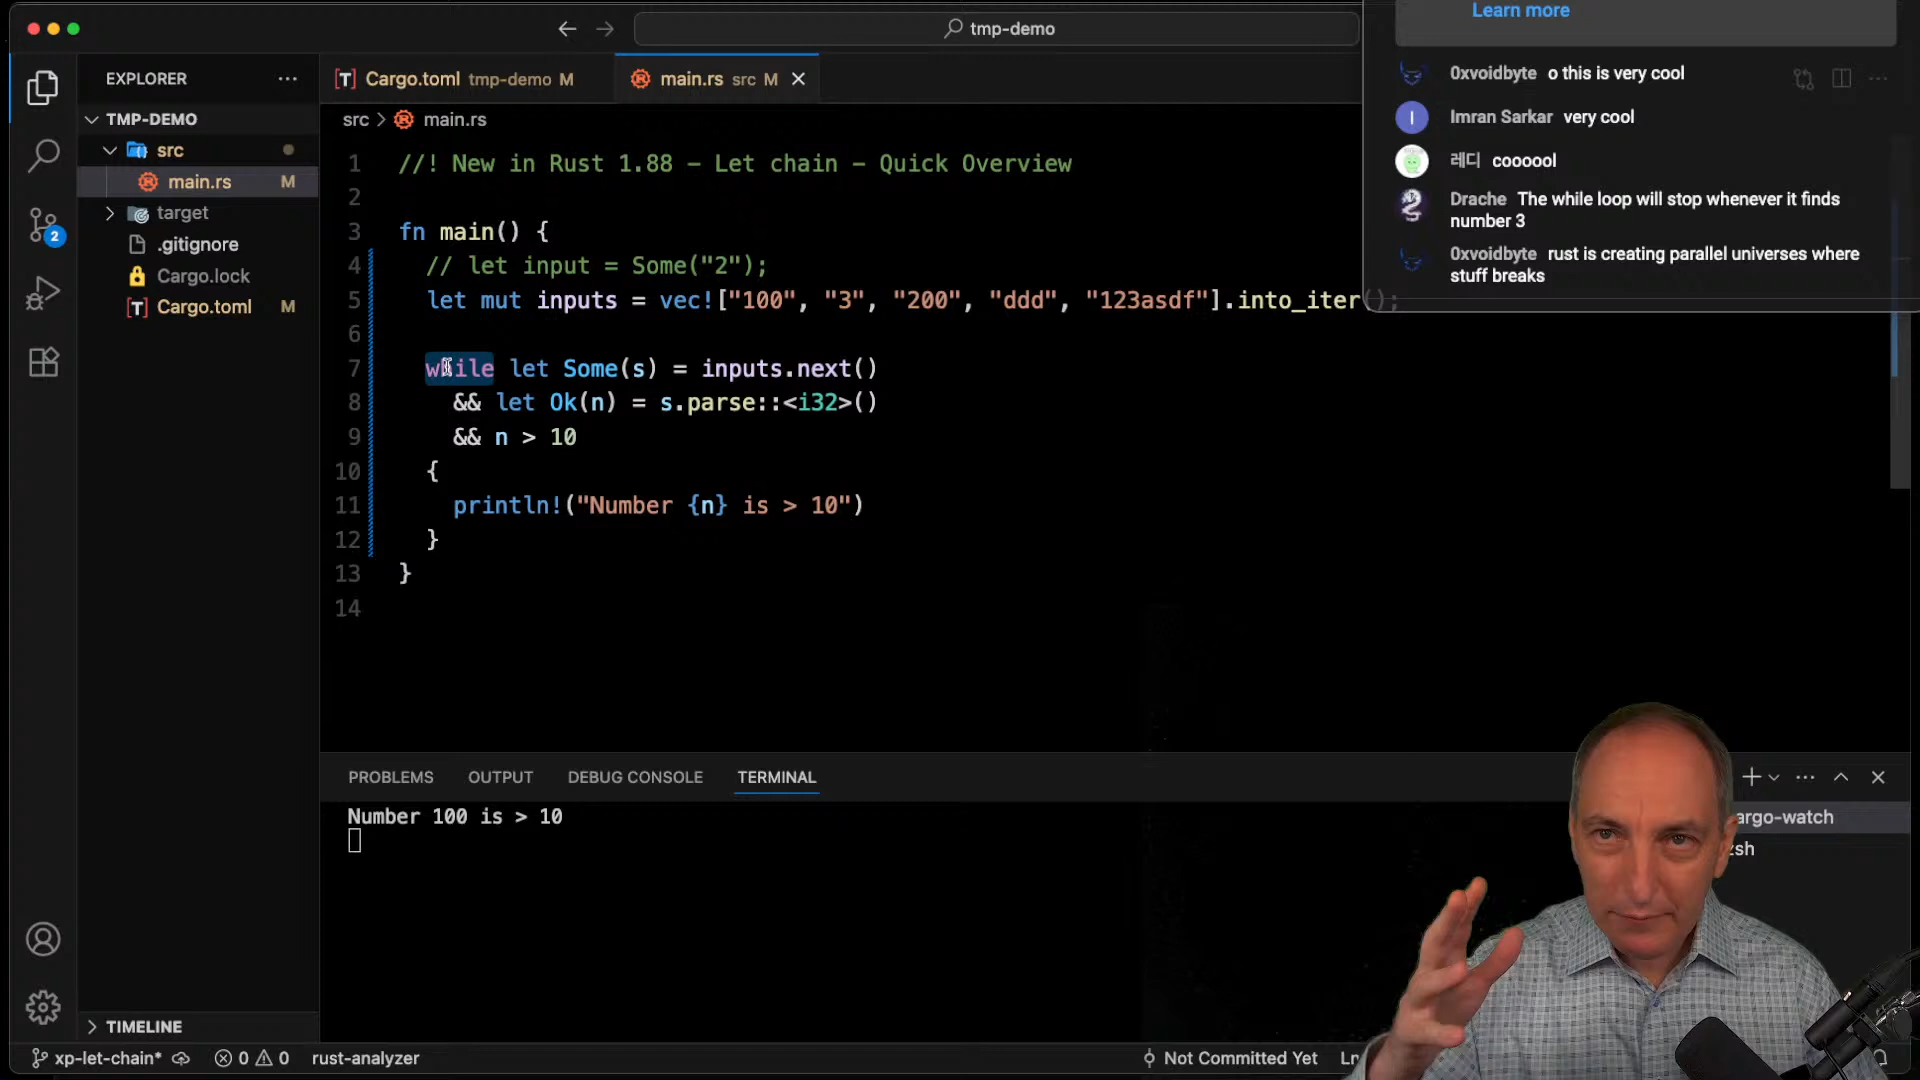 tmp-demo
EXPLORER
Cargo.toml tmp-demo M
main.rs src M
TMP-DEMO
src
main.rs M
target
.gitignore
Cargo.lock
Cargo.toml M
2
src > main.rs
1 //! New in Rust 1.88 – Let chain – Quick Overview
2
3 fn main() {
4 // let input = Some("2");
5 let mut inputs = vec!["100", "3", "200", "ddd", "123asdf"].into_iter();
6
7 while let Some(s) = inputs.next()
8 && let Ok(n) = s.parse::<i32>()
9 && n > 10
10 {
11 println!("Number {n} is > 10")
12 }
13 }
14
Learn more
0xvoidbyte o this is very cool
I Imran Sarkar very cool
레디 coooool
Drache The while loop will stop whenever it finds
number 3
0xvoidbyte rust is creating parallel universes where
stuff breaks
PROBLEMS OUTPUT DEBUG CONSOLE TERMINAL
Number 100 is > 10
argo-watch
zsh
TIMELINE
xp-let-chain* 0 0 rust-analyzer
Not Committed Yet Ln